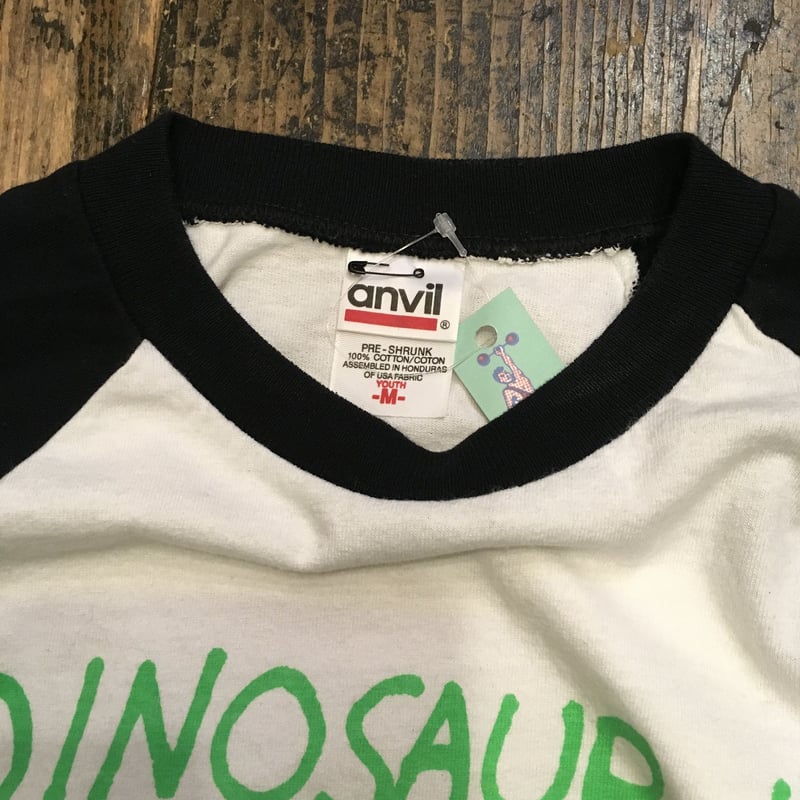 anvil®
PRE-SHRUNK
100% COTTON/COTON
ASSEMBLED IN HONDURAS
OF USA FABRIC
YOUTH
-M-
DINOSAUR